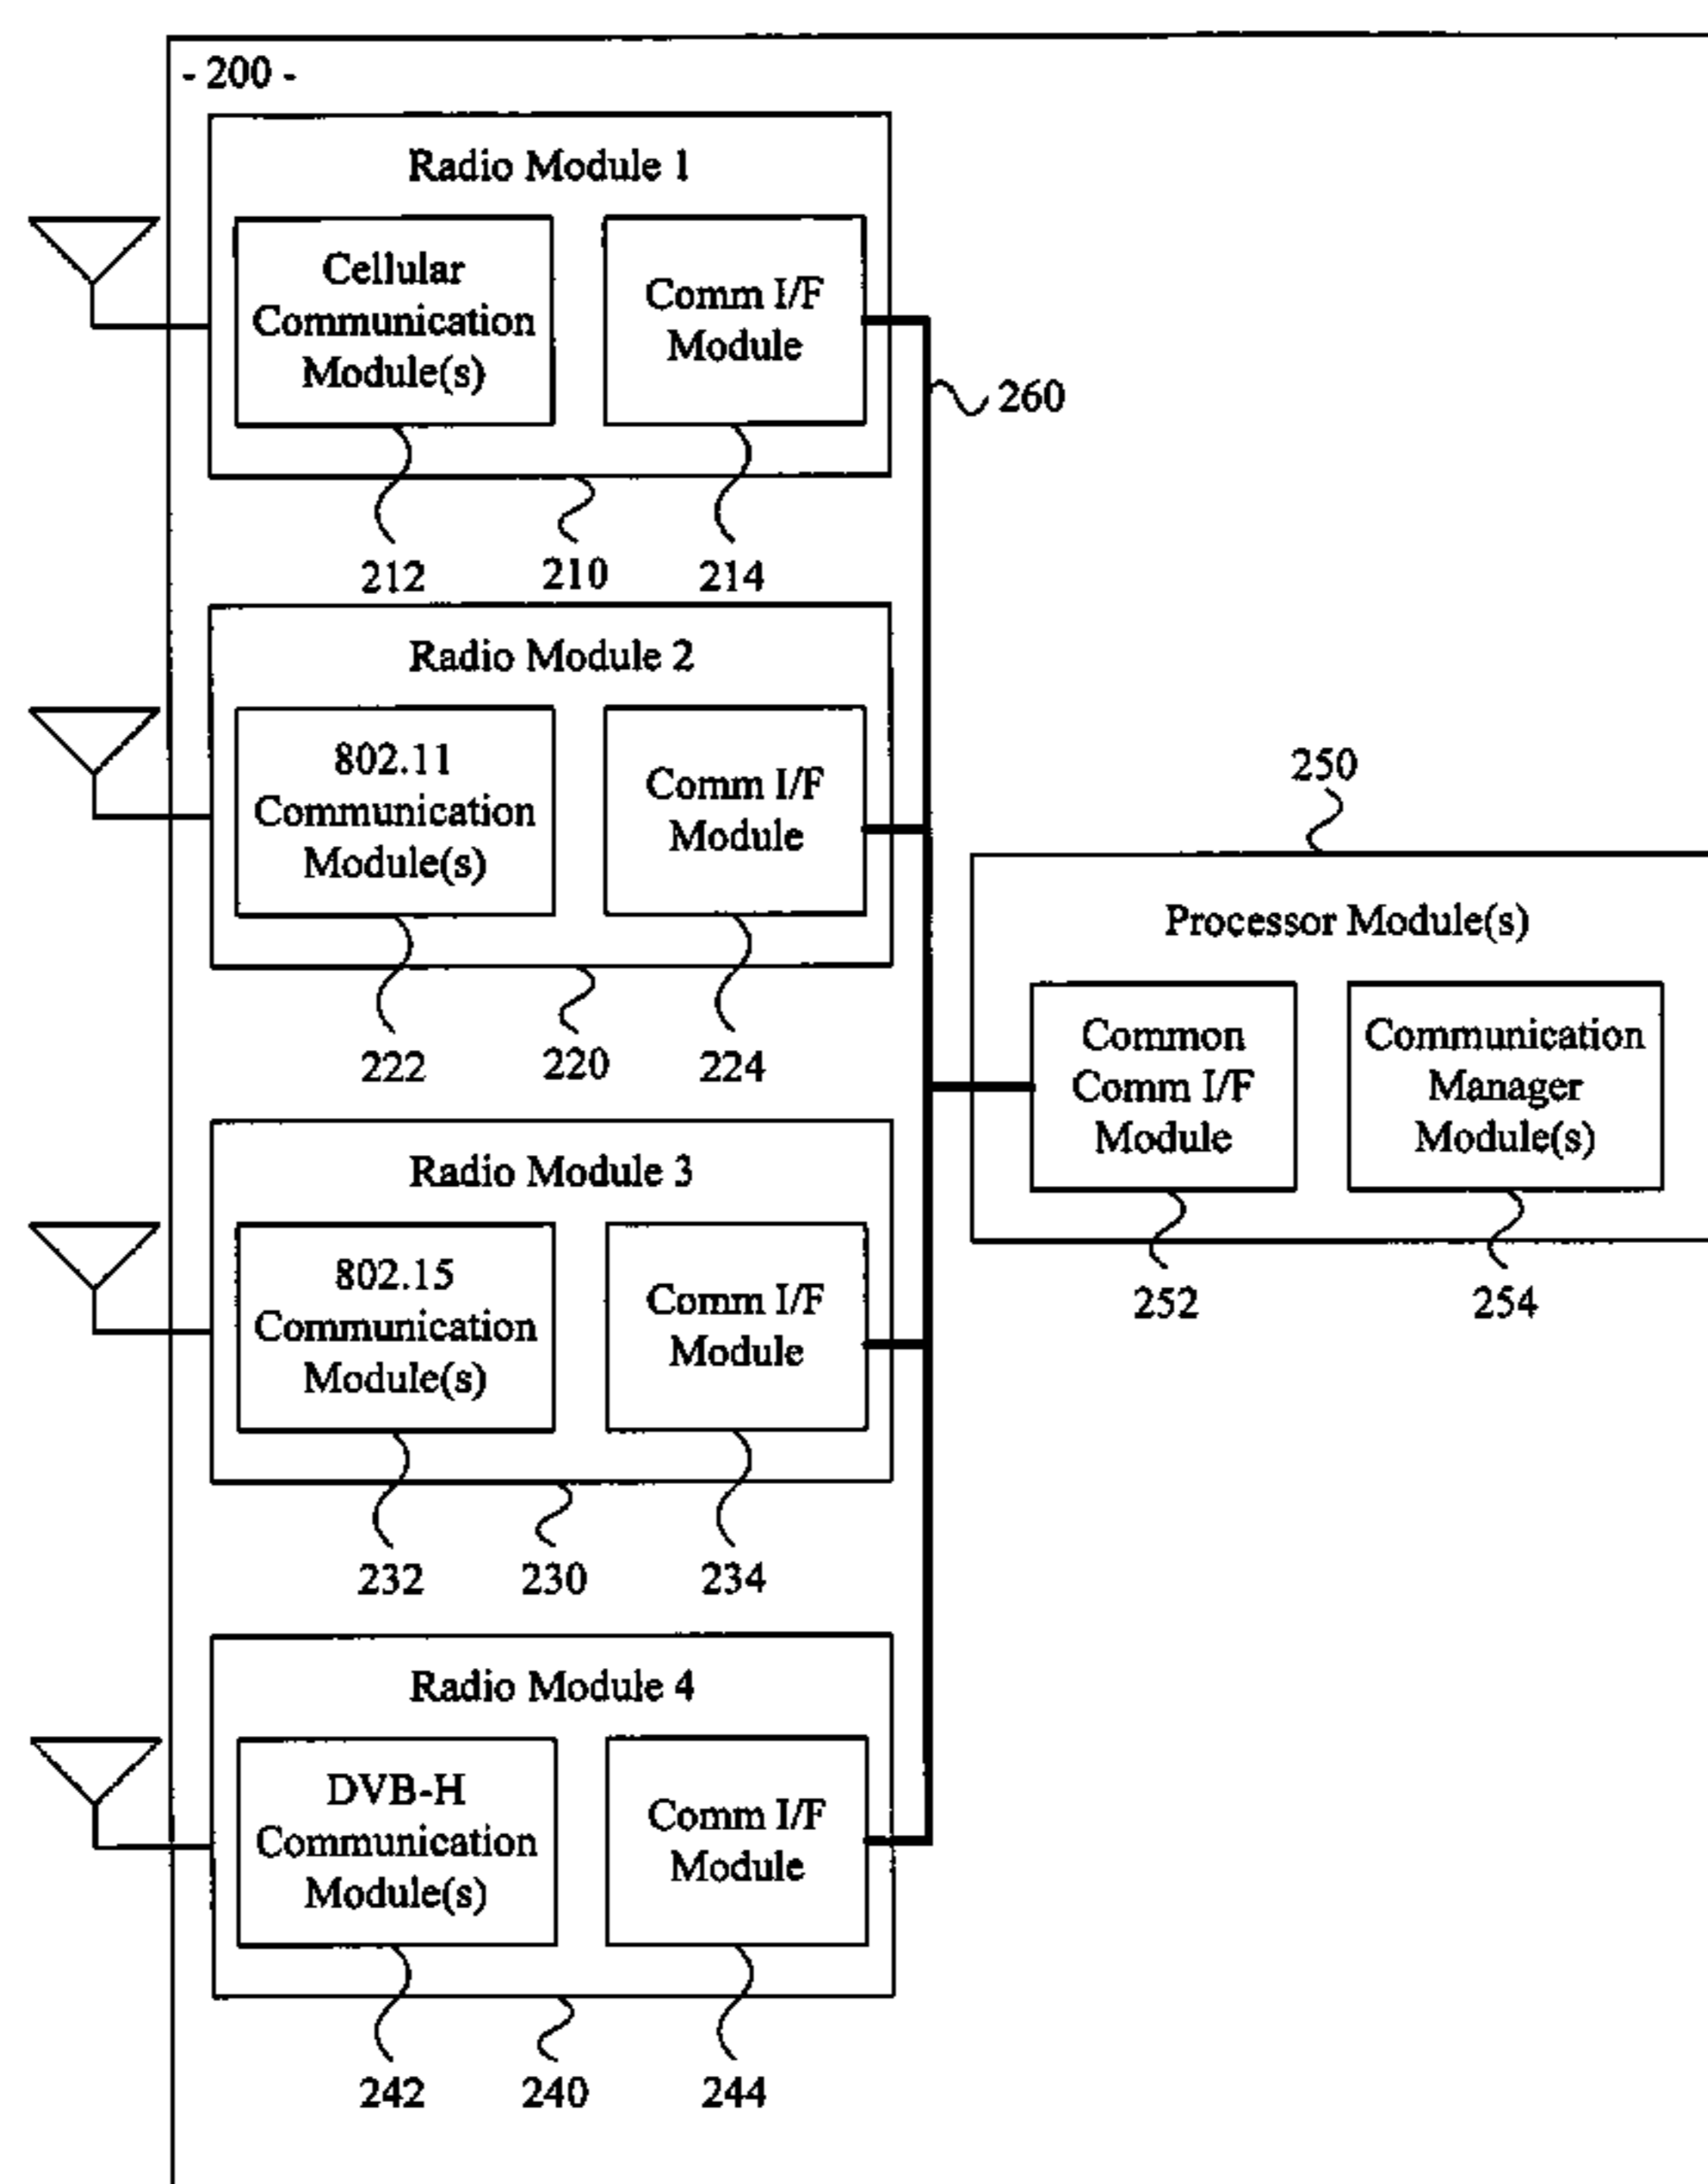 - 200 -
Radio Module 1
Cellular
Communication
Module(s)
Comm I/F
Module
260
212
210
214
Radio Module 2
802.11
Communication
Module(s)
Comm I/F
Module
222
220
224
250
Processor Module(s)
Common
Comm I/F
Module
Communication
Manager
Module(s)
252
254
Radio Module 3
802.15
Communication
Module(s)
Comm I/F
Module
232
230
234
Radio Module 4
DVB-H
Communication
Module(s)
Comm I/F
Module
242
240
244